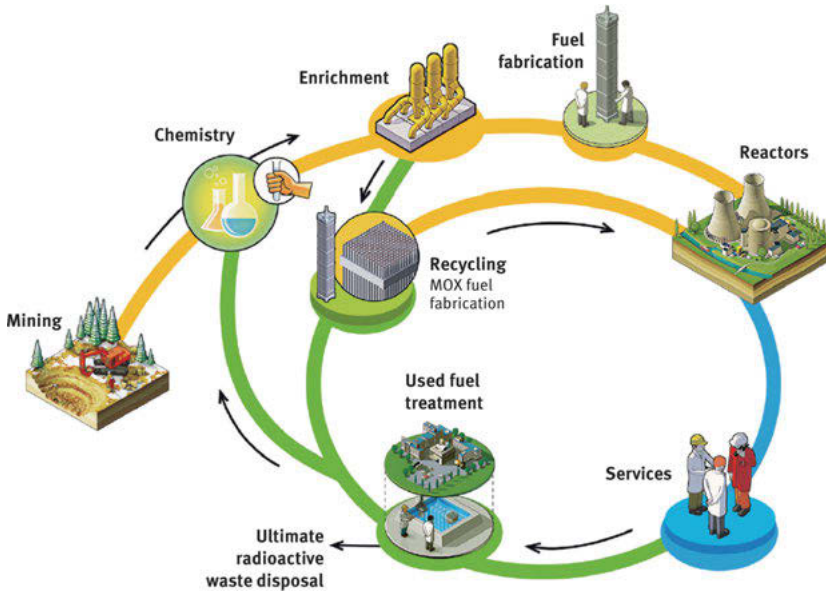 Fuel
fabrication
Enrichment
Chemistry
Reactors
Recycling
MOX fuel
fabrication
Mining
Used fuel
treatment
Services
Ultimate
radioactive
waste disposal